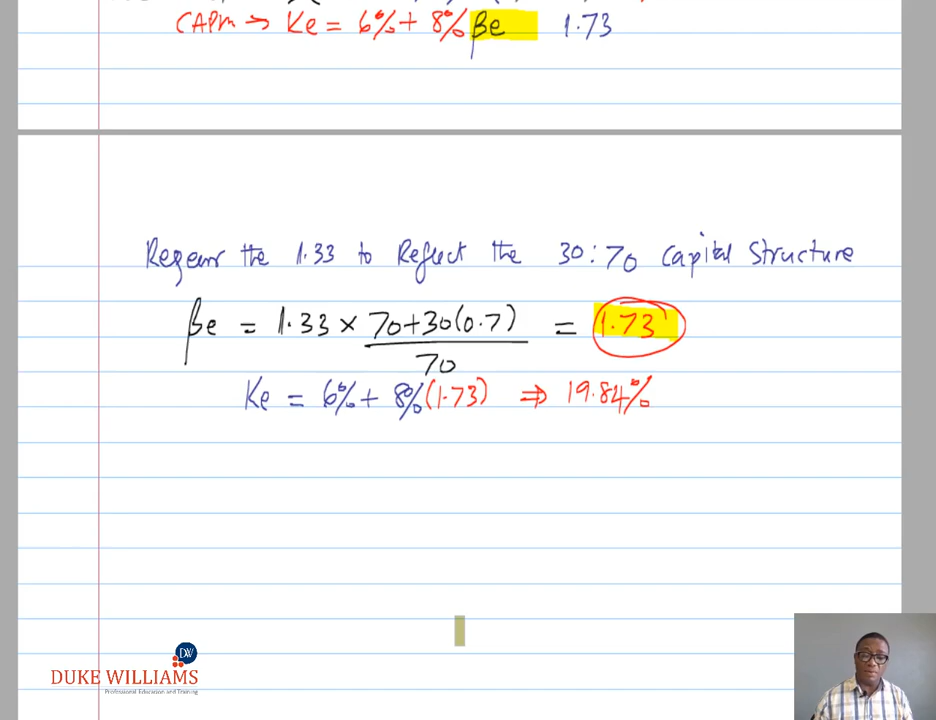 CAPM → Ke = 6% + 8% βe 1.73
Regear the 1.33 to Reflect the 30:70 Capital Structure
βe = 1.33 × 70+30(0.7) = 1.73
70
Ke = 6% + 8%(1.73) ⇒ 19.84%
DW
DUKE WILLIAMS
Professional Education and Training